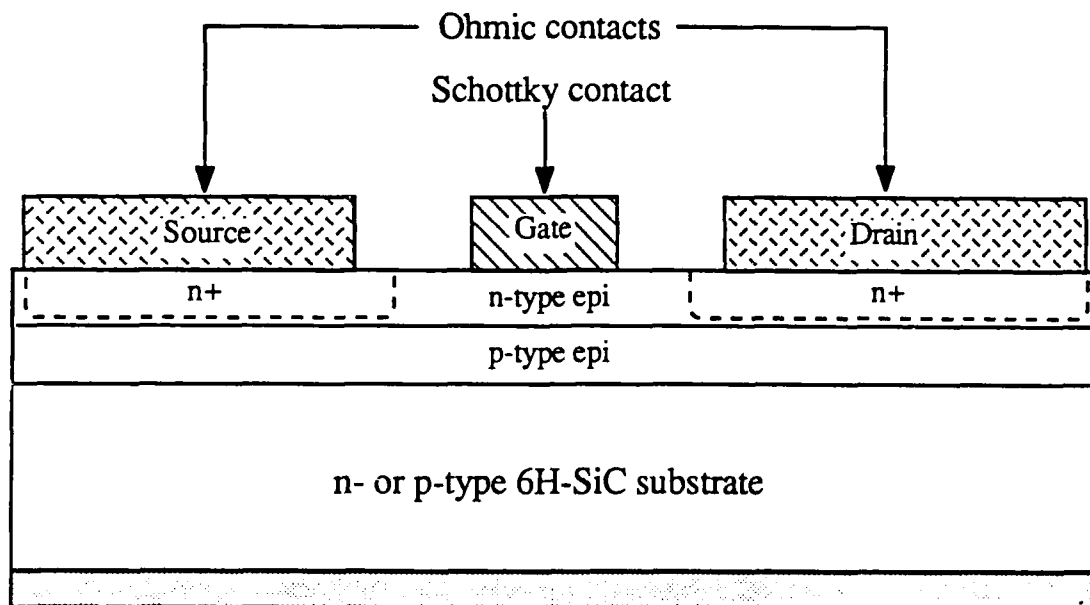 Ohmic contacts
Schottky contact
Source
Gate
Drain
n+
n-type epi
n+
p-type epi
n- or p-type 6H-SiC substrate